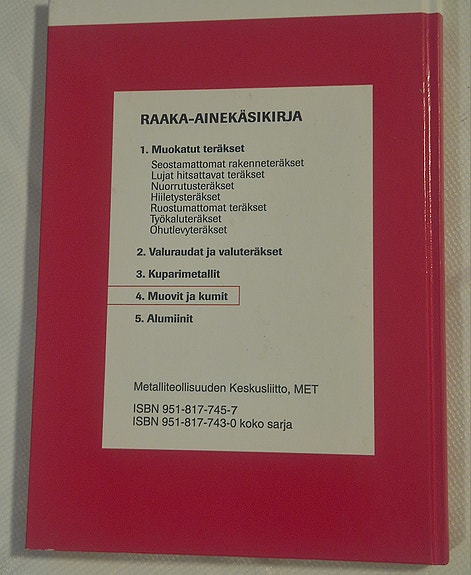 RAAKA-AINEKÄSIKIRJA
1. Muokatut teräkset
Seostamattomat rakenneteräkset
Lujat hitsattavat teräkset
Nuorrutusteräkset
Hiiletysteräkset
Ruostumattomat teräkset
Työkaluteräkset
Ohutlevyteräkset
2. Valuraudat ja valuteräkset
3. Kuparimetallit
4. Muovit ja kumit
5. Alumiinit
Metalliteollisuuden Keskusliitto, MET
ISBN 951-817-745-7
ISBN 951-817-743-0 koko sarja